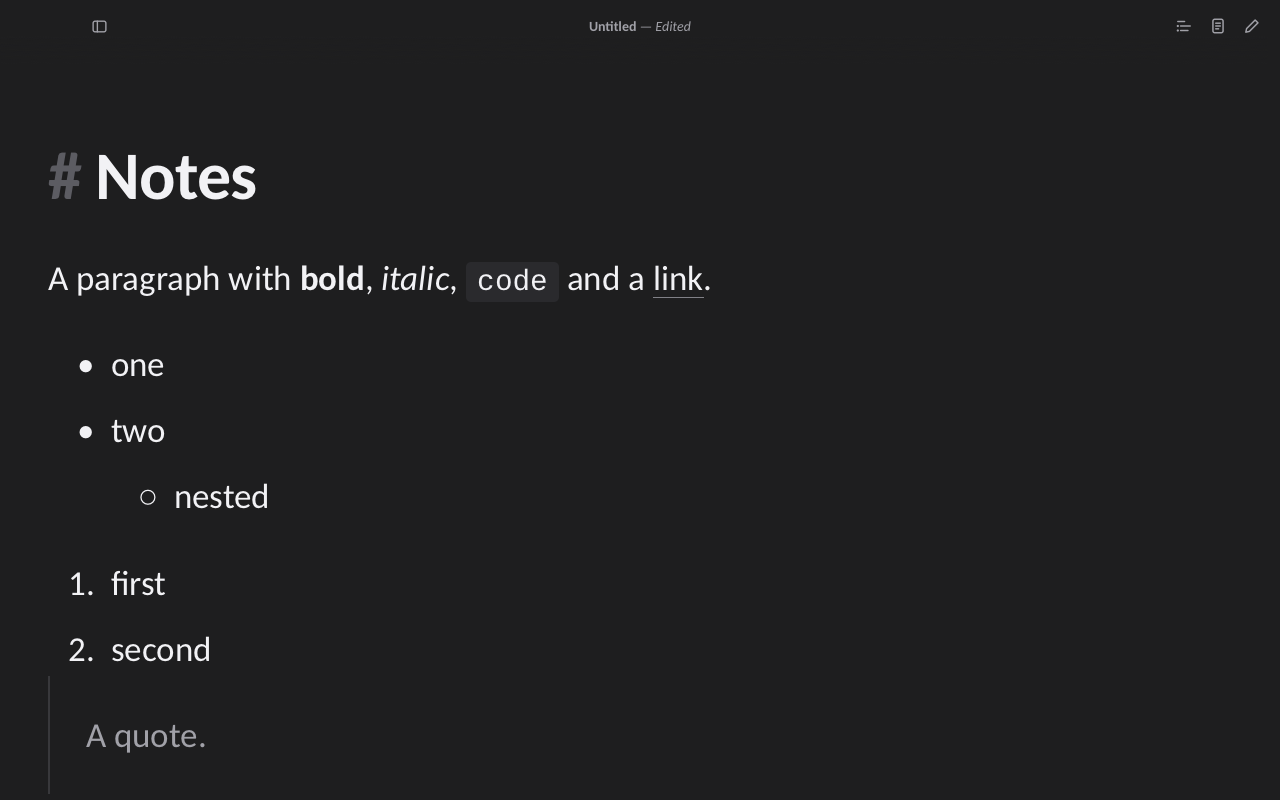 Untitled — Edited
# Notes
A paragraph with bold, italic, code and a link.
• one
• two
○ nested
1. first
2. second
A quote.